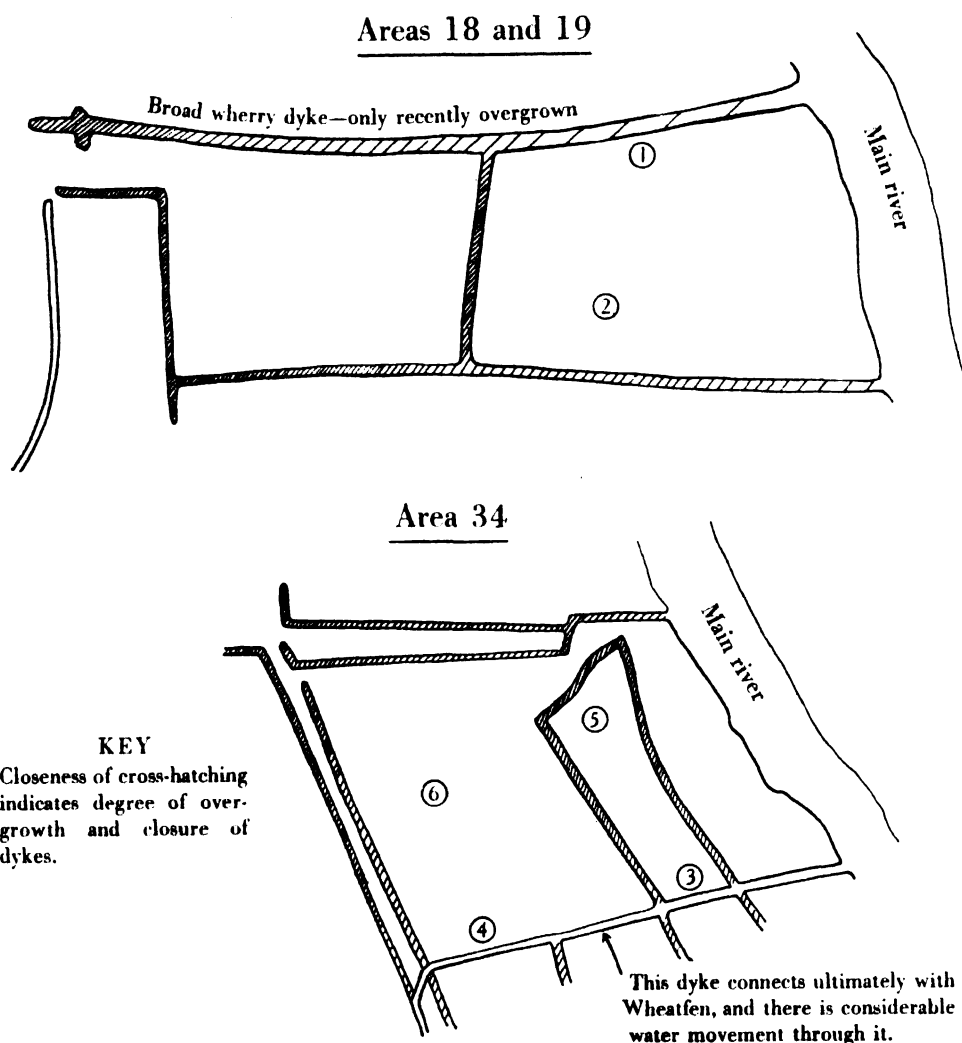 Areas 18 and 19
Broad wherry dyke—only recently overgrown
Main river
1
2
Area 34
Main river
5
6
3
4
KEY
Closeness of cross-hatching
indicates degree of over-
growth and closure of
dykes.
This dyke connects ultimately with
Wheatfen, and there is considerable
water movement through it.